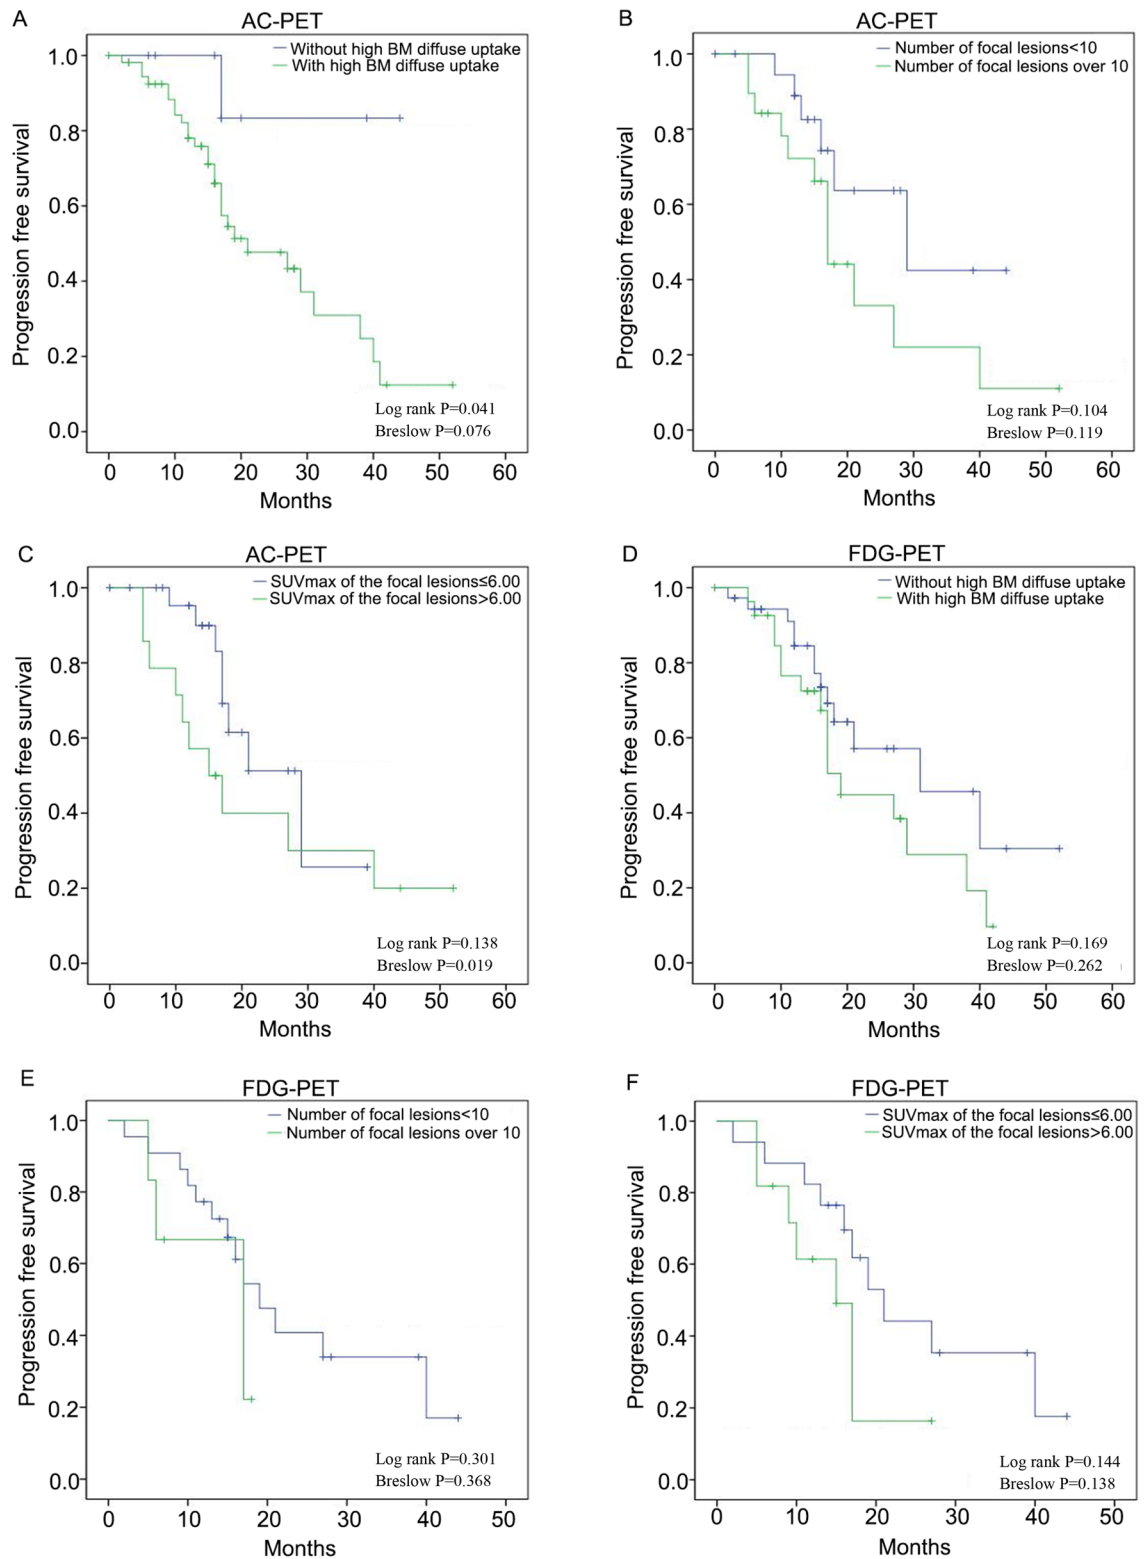 A
AC-PET
Without high BM diffuse uptake
With high BM diffuse uptake
Progression free survival
1.0
0.8
0.6
0.4
0.2
0.0
Log rank P=0.041
Breslow P=0.076
0 10 20 30 40 50 60
Months
B
AC-PET
Number of focal lesions<10
Number of focal lesions over 10
Progression free survival
1.0
0.8
0.6
0.4
0.2
0.0
Log rank P=0.104
Breslow P=0.119
0 10 20 30 40 50 60
Months
C
AC-PET
SUVmax of the focal lesions≤6.00
SUVmax of the focal lesions>6.00
Progression free survival
1.0
0.8
0.6
0.4
0.2
0.0
Log rank P=0.138
Breslow P=0.019
0 10 20 30 40 50 60
Months
D
FDG-PET
Without high BM diffuse uptake
With high BM diffuse uptake
Progression free survival
1.0
0.8
0.6
0.4
0.2
0.0
Log rank P=0.169
Breslow P=0.262
0 10 20 30 40 50 60
Months
E
FDG-PET
Number of focal lesions<10
Number of focal lesions over 10
Progression free survival
1.0
0.8
0.6
0.4
0.2
0.0
Log rank P=0.301
Breslow P=0.368
0 10 20 30 40 50
Months
F
FDG-PET
SUVmax of the focal lesions≤6.00
SUVmax of the focal lesions>6.00
Progression free survival
1.0
0.8
0.6
0.4
0.2
0.0
Log rank P=0.144
Breslow P=0.138
0 10 20 30 40 50
Months